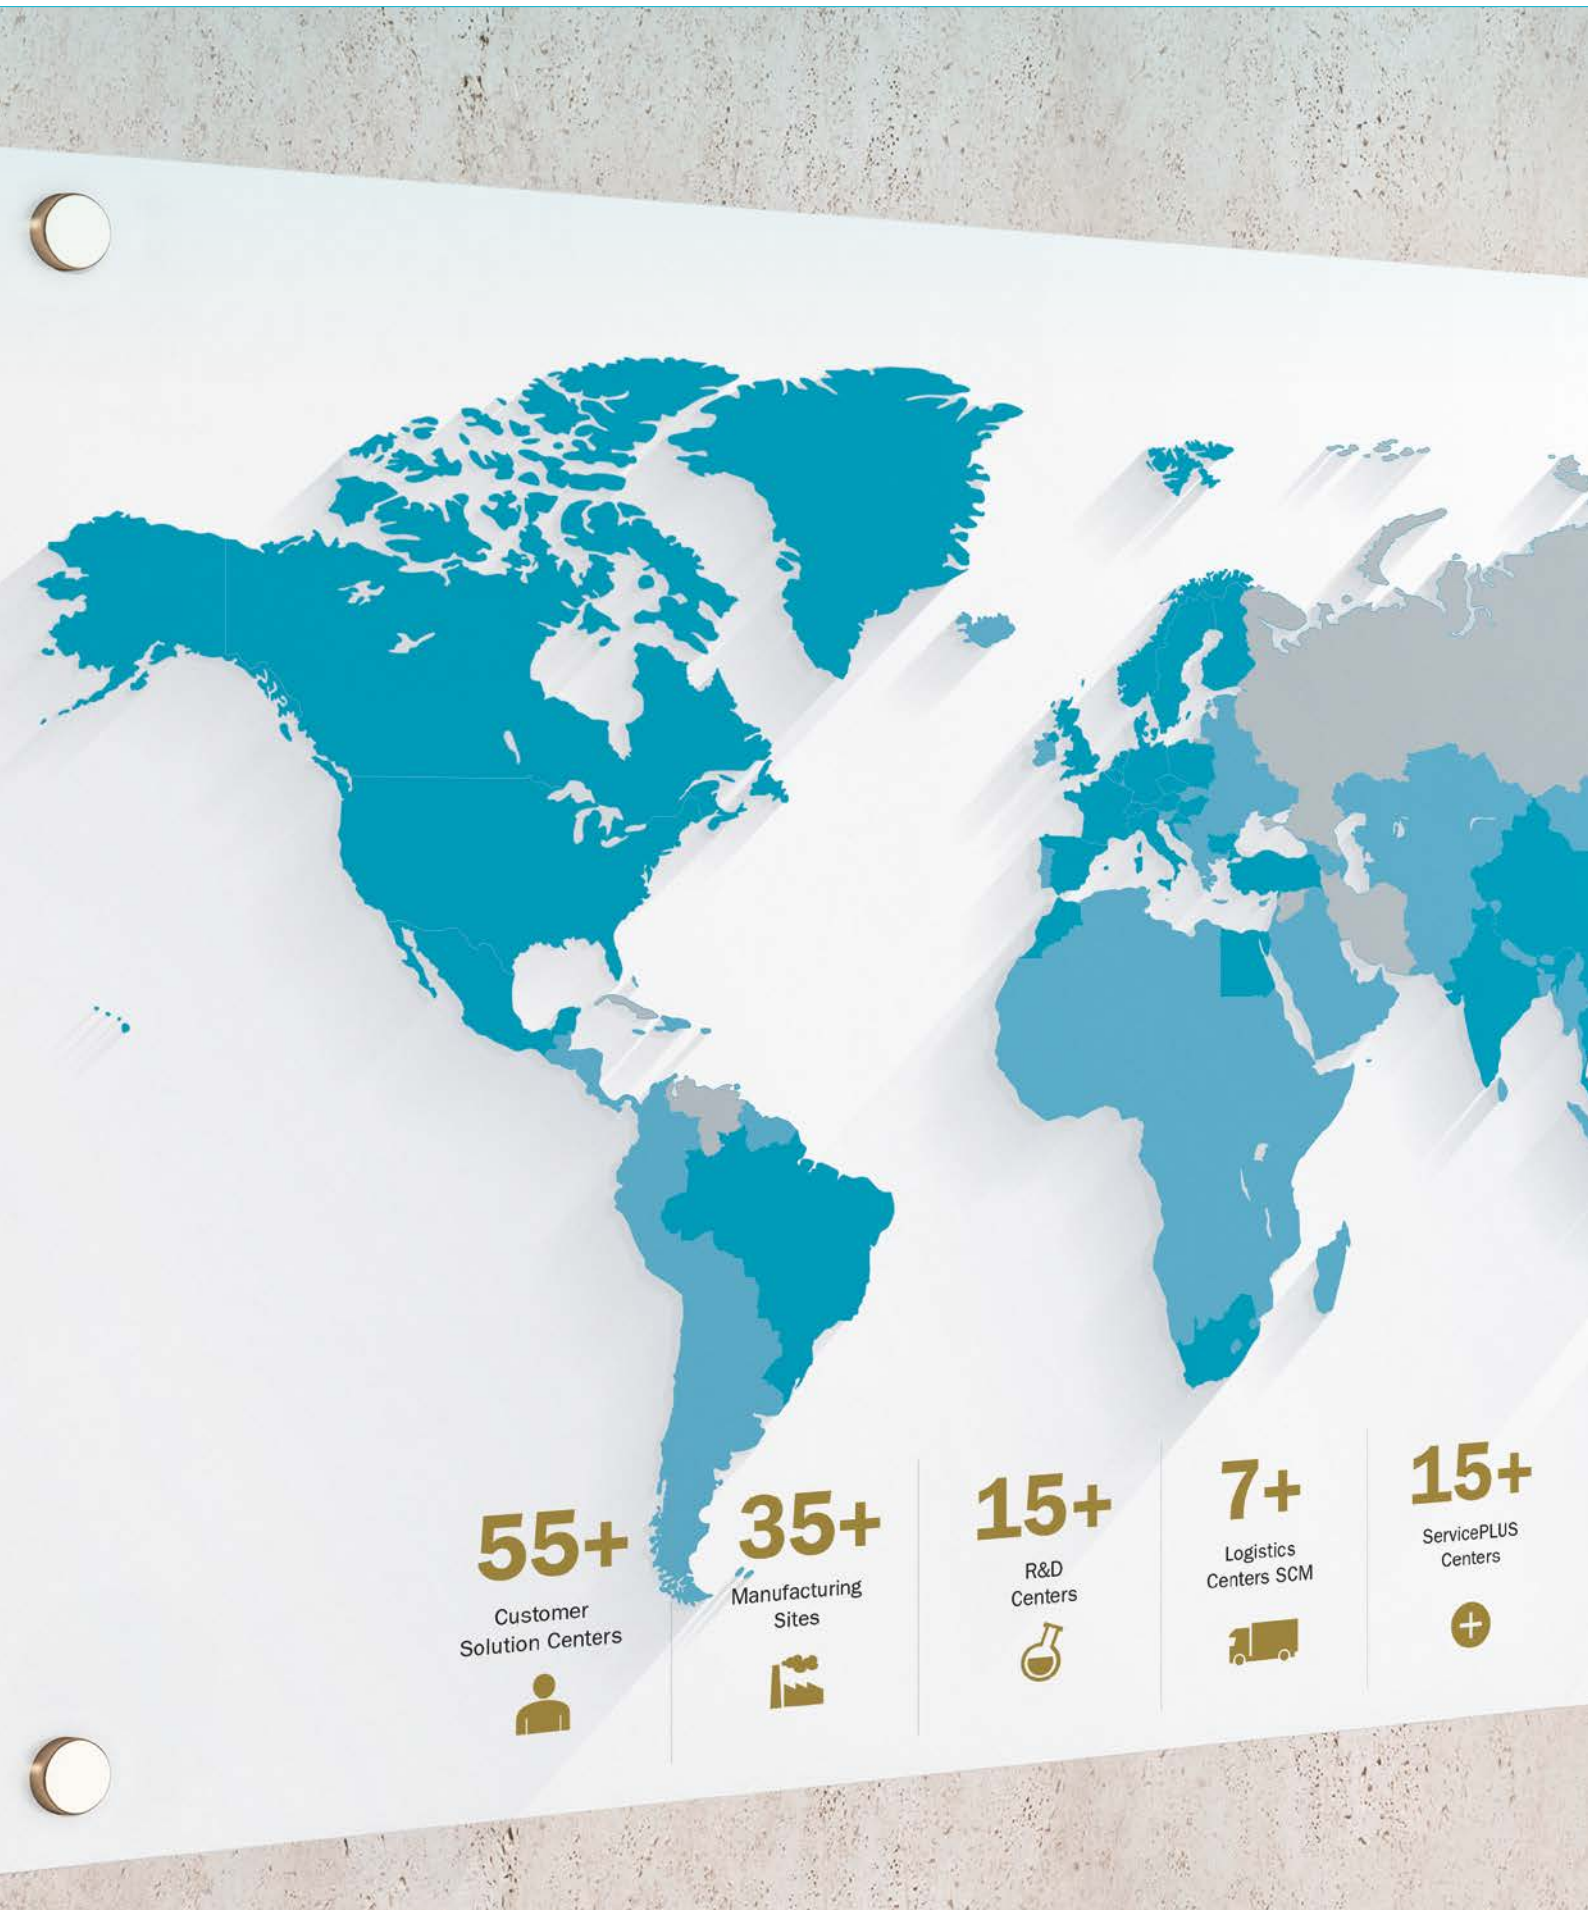 55+
Customer
Solution Centers
35+
Manufacturing
Sites
15+
R&D
Centers
7+
Logistics
Centers SCM
15+
ServicePLUS
Centers